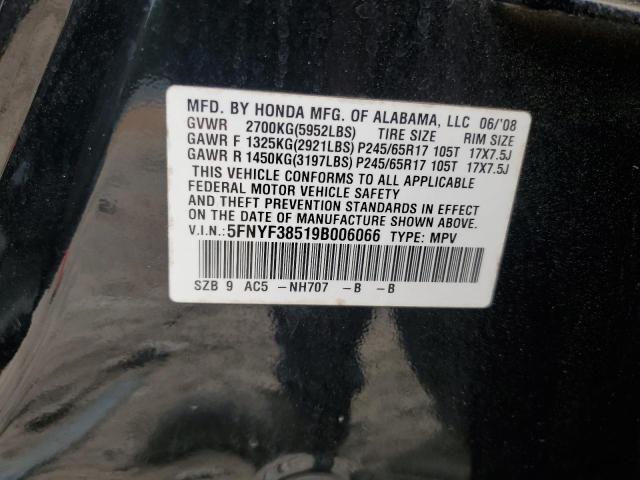 MFD. BY HONDA MFG. OF ALABAMA, LLC 06/'08
GVWR 2700KG(5952LBS) TIRE SIZE RIM SIZE
GAWR F 1325KG(2921LBS) P245/65R17 105T 17X7.5J
GAWR R 1450KG(3197LBS) P245/65R17 105T 17X7.5J
THIS VEHICLE CONFORMS TO ALL APPLICABLE
FEDERAL MOTOR VEHICLE SAFETY
AND THEFT PREVENTION STANDARDS IN EFFECT
ON THE DATE OF MANUFACTURE SHOWN ABOVE.
V.I.N.: 5FNYF38519B006066 TYPE: MPV
SZB 9 AC5 -NH707 -B -B